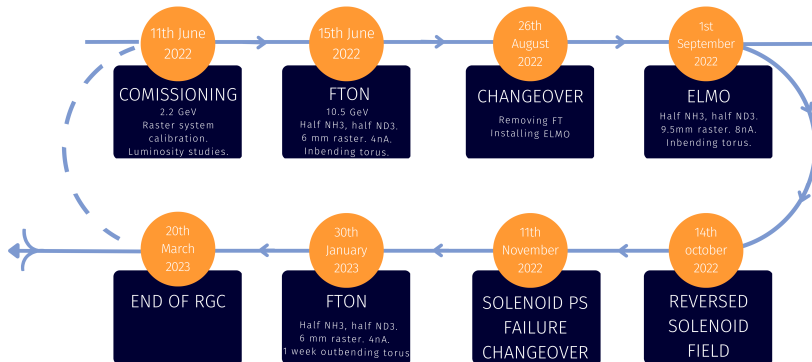 11th June
2022
COMISSIONING
2.2 GeV
Raster system
calibration.
Luminosity studies.
15th June
2022
FTON
10.5 GeV
Half NH3, half ND3.
6 mm raster. 4nA.
Inbending torus.
26th
August
2022
CHANGEOVER
Removing FT
Installing ELMO
1st
September
2022
ELMO
Half NH3, half ND3.
9.5mm raster. 8nA.
Inbending torus.
14th
october
2022
REVERSED
SOLENOID
FIELD
11th
November
2022
SOLENOID PS
FAILURE
CHANGEOVER
30th
January
2023
FTON
Half NH3, half ND3.
6 mm raster. 4nA.
1 week outbending torus
20th
March
2023
END OF RGC